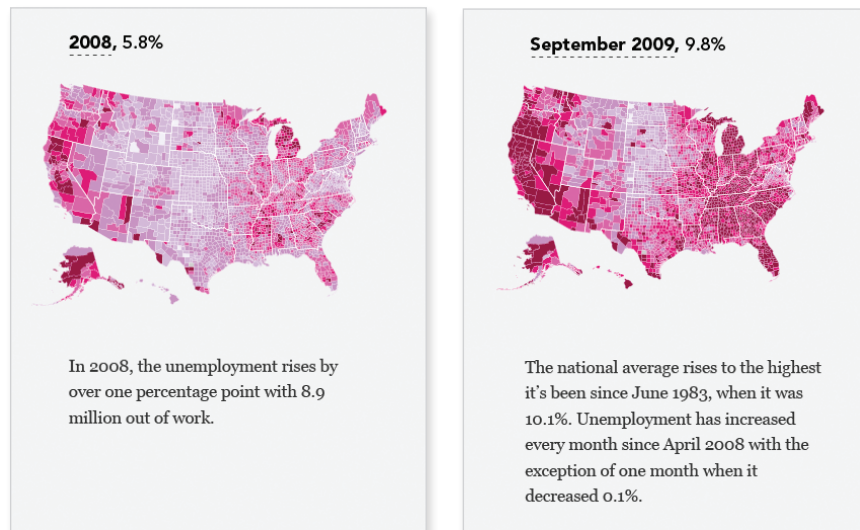 2008, 5.8%
In 2008, the unemployment rises by
over one percentage point with 8.9
million out of work.
September 2009, 9.8%
The national average rises to the highest
it’s been since June 1983, when it was
10.1%. Unemployment has increased
every month since April 2008 with the
exception of one month when it
decreased 0.1%.